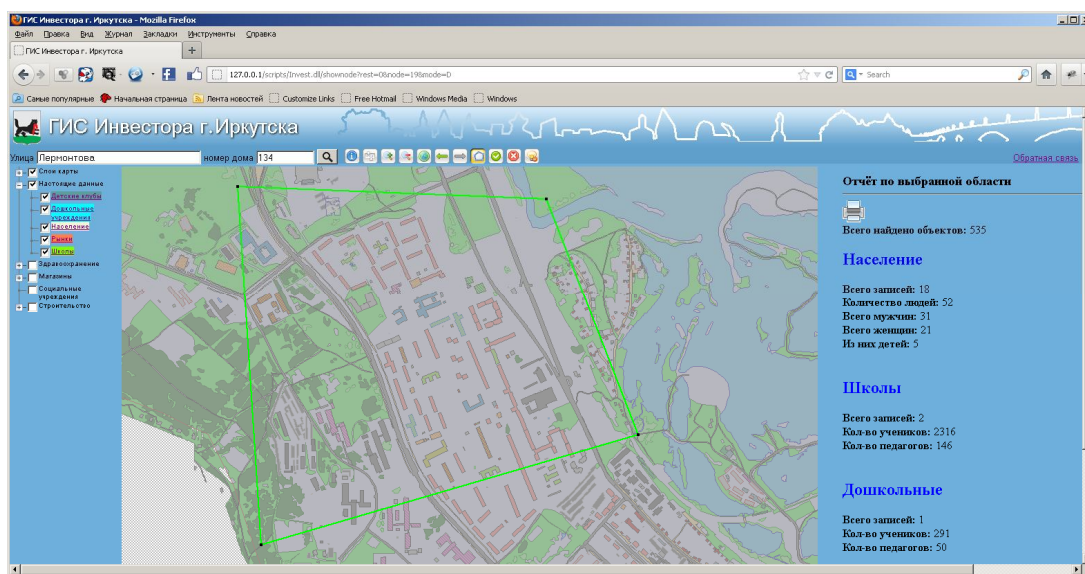 ГИС Инвестора г. Иркутска - Mozilla Firefox
Файл Правка Вид Журнал Закладки Инструменты Справка
ГИС Инвестора г. Иркутска
127.0.0.1/scripts/Invest.dll/shownode?rest=0&node=19&mode=D
Search
Самые популярные Начальная страница Лента новостей Customize Links Free Hotmail Windows Media Windows
ГИС Инвестора г.Иркутска
Улица Лермонтова номер дома 134
Обратная связь
Слои карты
Настоящие данные
Детские клубы
Дошкольные
учреждения
Население
Рынки
Школы
Здравоохранение
Магазины
Социальные
учреждения
Строительство
Отчёт по выбранной области
Всего найдено объектов: 535
Население
Всего записей: 18
Количество людей: 52
Всего мужчин: 31
Всего женщин: 21
Из них детей: 5
Школы
Всего записей: 2
Кол-во учеников: 2316
Кол-во педагогов: 146
Дошкольные
Всего записей: 1
Кол-во учеников: 291
Кол-во педагогов: 50